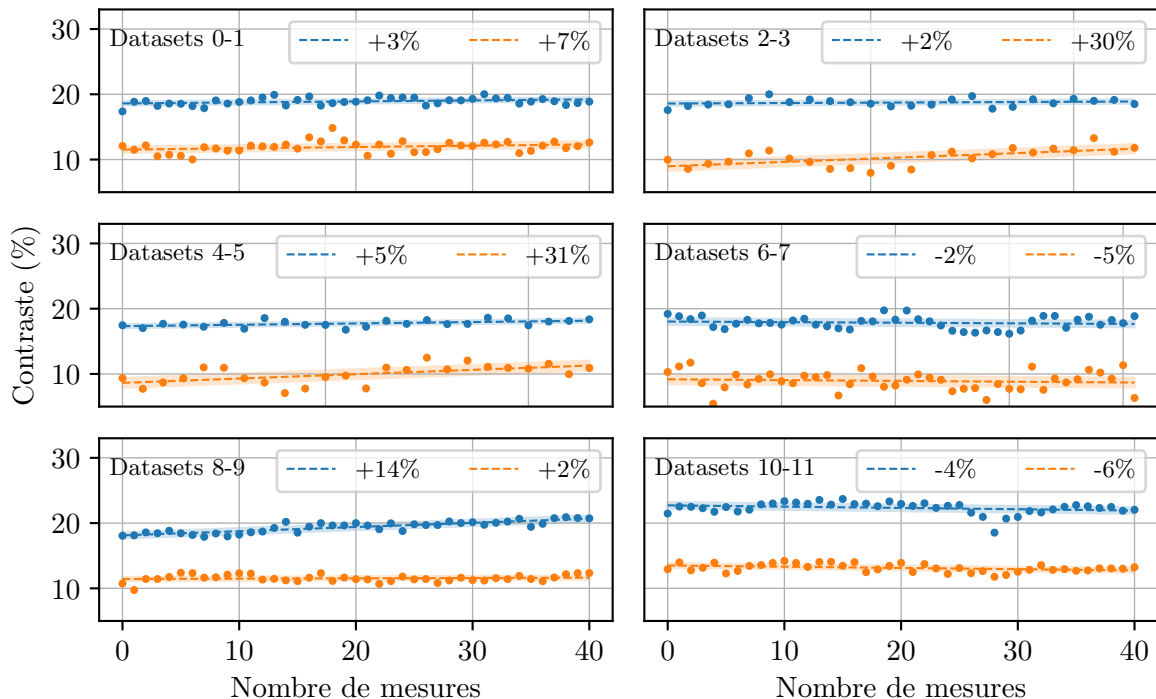 Datasets 0-1 +3% +7%
30
20
10
Datasets 2-3 +2% +30%
Datasets 4-5 +5% +31%
30
20
10
Datasets 6-7 -2% -5%
Contraste (%)
Datasets 8-9 +14% +2%
30
20
10
Datasets 10-11 -4% -6%
0 10 20 30 40
Nombre de mesures
0 10 20 30 40
Nombre de mesures